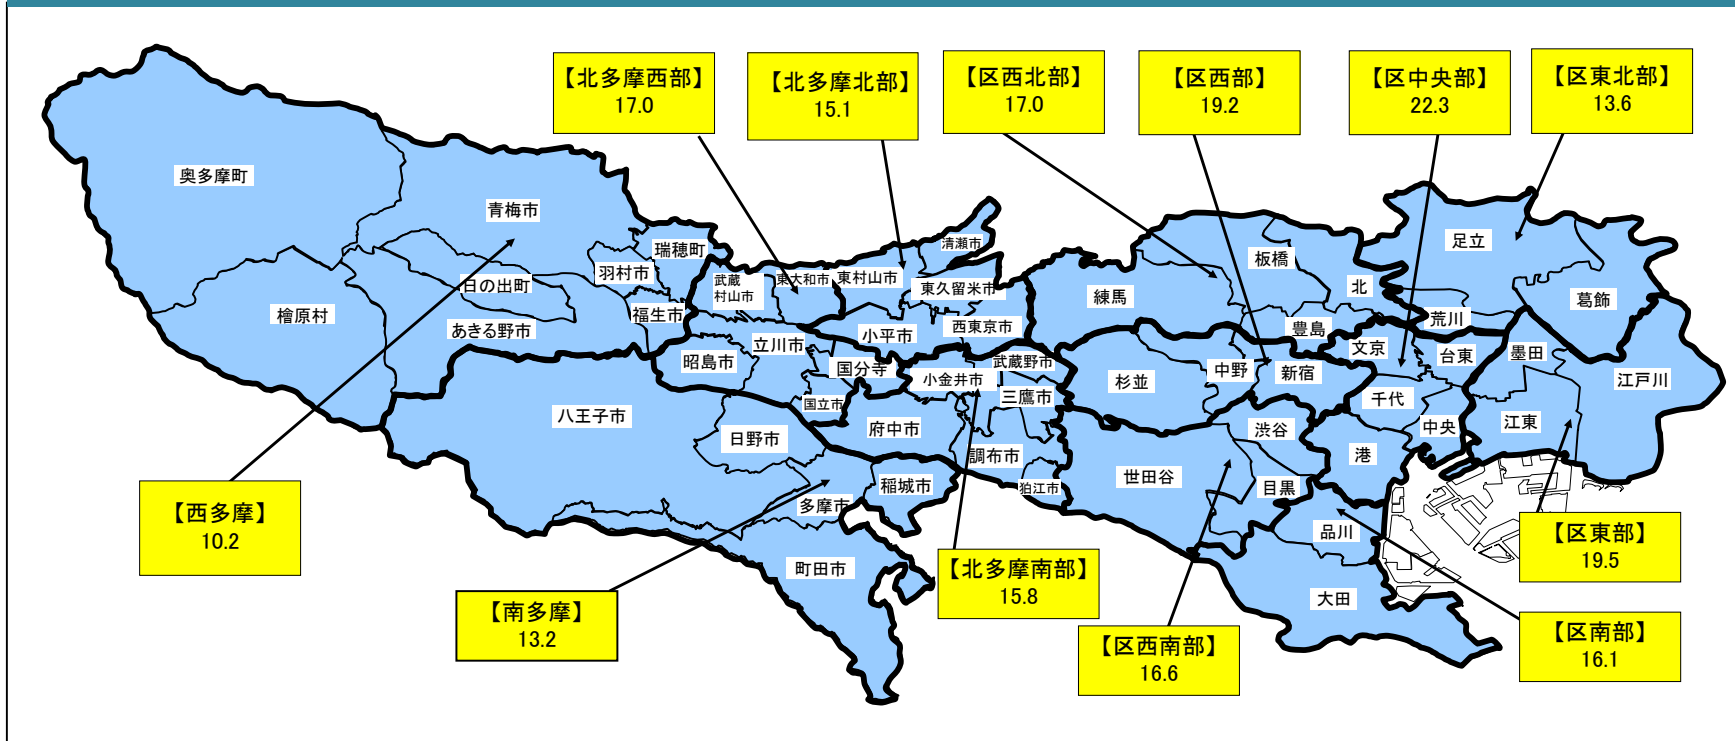 【北多摩西部】
17.0
【北多摩北部】
15.1
【区西北部】
17.0
【区西部】
19.2
【区中央部】
22.3
【区東北部】
13.6
奥多摩町
青梅市
瑞穂町
羽村市
日の出町
福生市
檜原村
あきる野市
武蔵
村山市
東大和市
東村山市
清瀬市
東久留米市
小平市
西東京市
立川市
昭島市
国分寺
国立市
小金井市
武蔵野市
三鷹市
府中市
調布市
狛江市
八王子市
日野市
多摩市
稲城市
町田市
練馬
板橋
北
豊島
足立
荒川
葛飾
文京
台東
墨田
江戸川
杉並
中野
新宿
千代
中央
江東
渋谷
港
世田谷
目黒
品川
大田
【西多摩】
10.2
【南多摩】
13.2
【北多摩南部】
15.8
【区西南部】
16.6
【区東部】
19.5
【区南部】
16.1